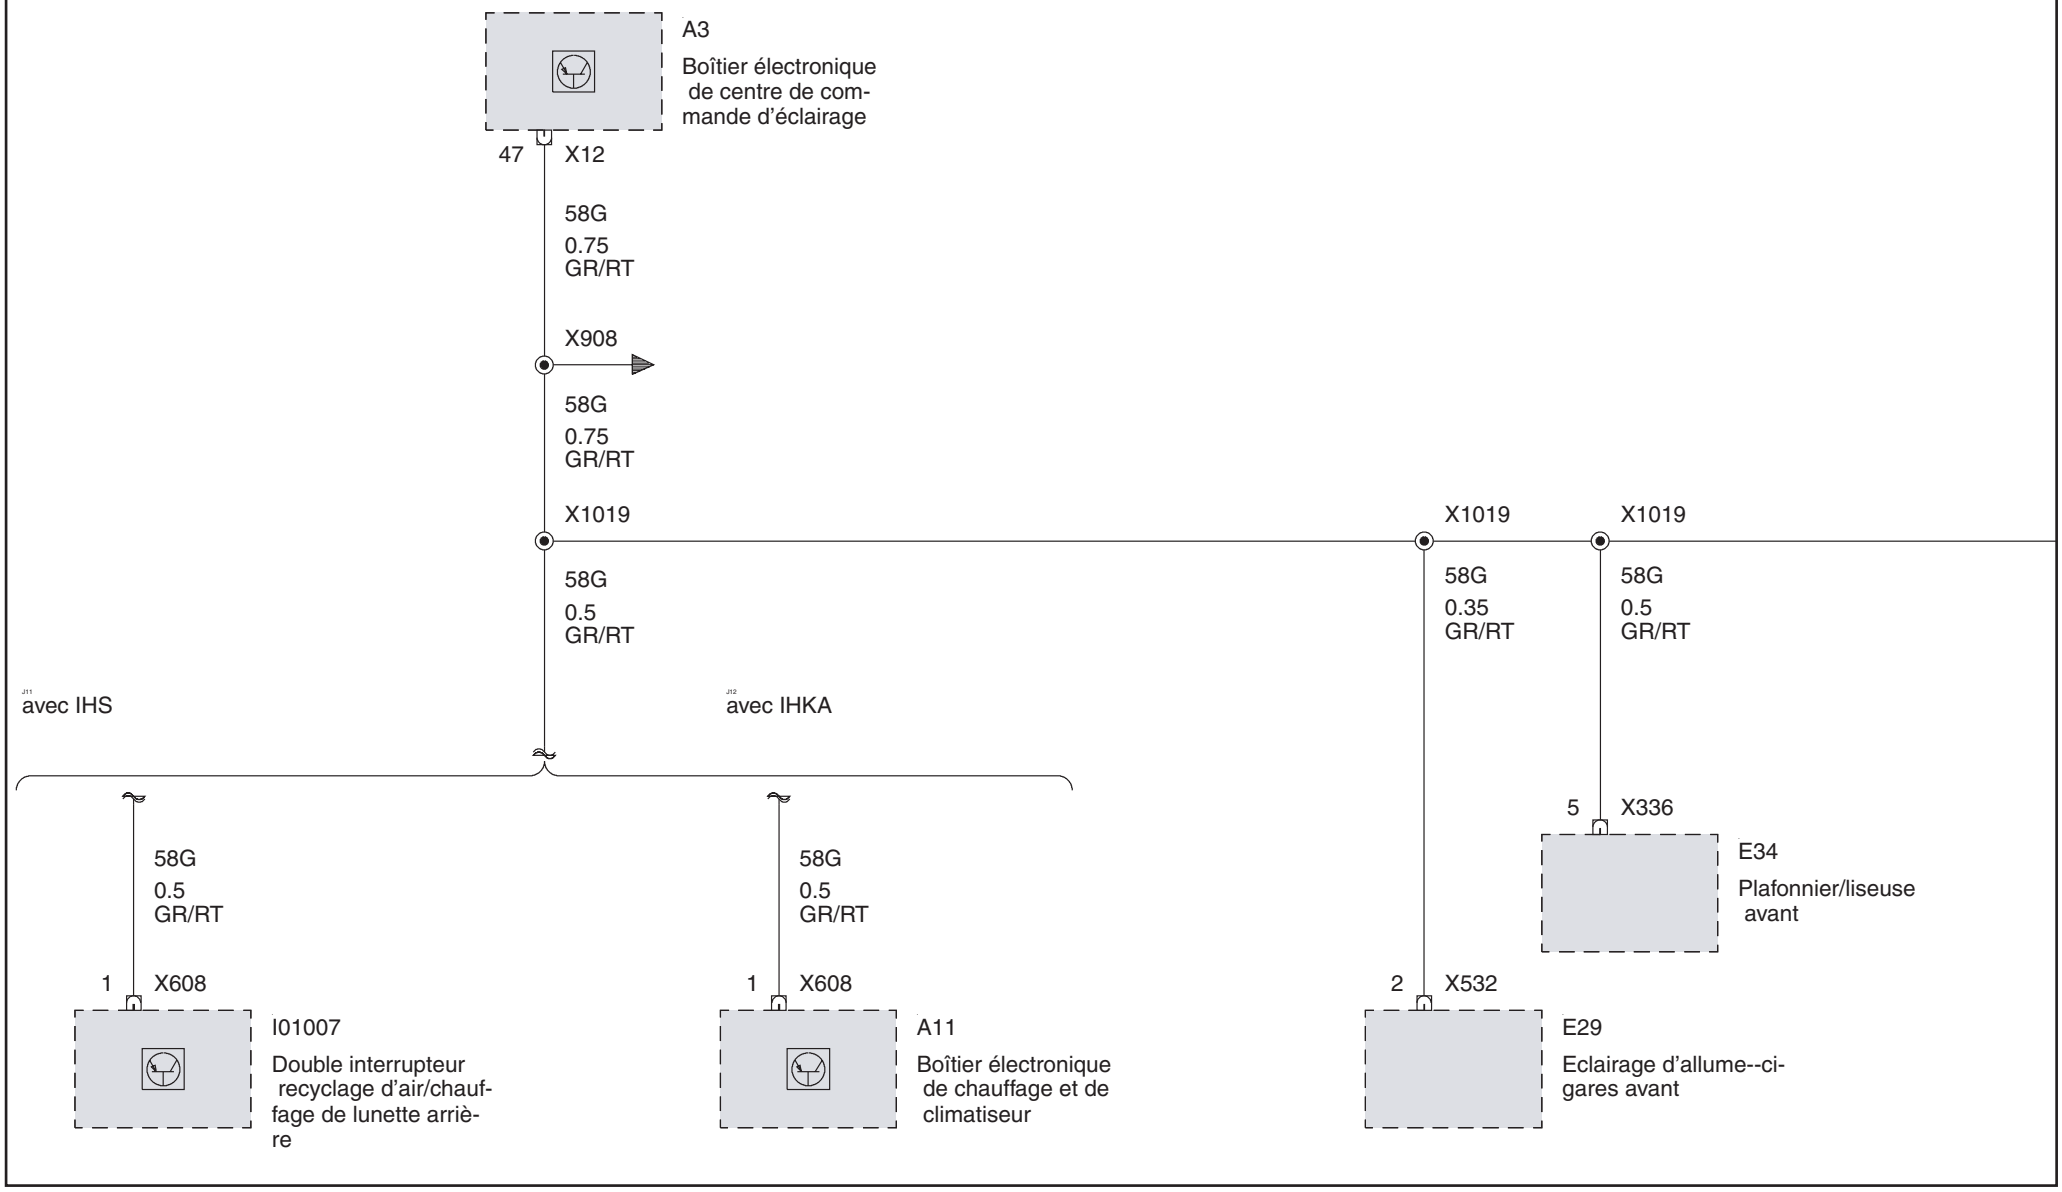 A3
Boîtier électronique
de centre de com-
mande d’éclairage
47
X12
58G
0.75
GR/RT
X908
58G
0.75
GR/RT
X1019
X1019
X1019
58G
0.5
GR/RT
58G
0.35
GR/RT
58G
0.5
GR/RT
J11
avec IHS
J12
avec IHKA
5
X336
E34
Plafonnier/liseuse
avant
58G
0.5
GR/RT
58G
0.5
GR/RT
1
X608
1
X608
2
X532
I01007
Double interrupteur
recyclage d’air/chauf-
fage de lunette arriè-
re
A11
Boîtier électronique
de chauffage et de
climatiseur
E29
Eclairage d’allume--ci-
gares avant